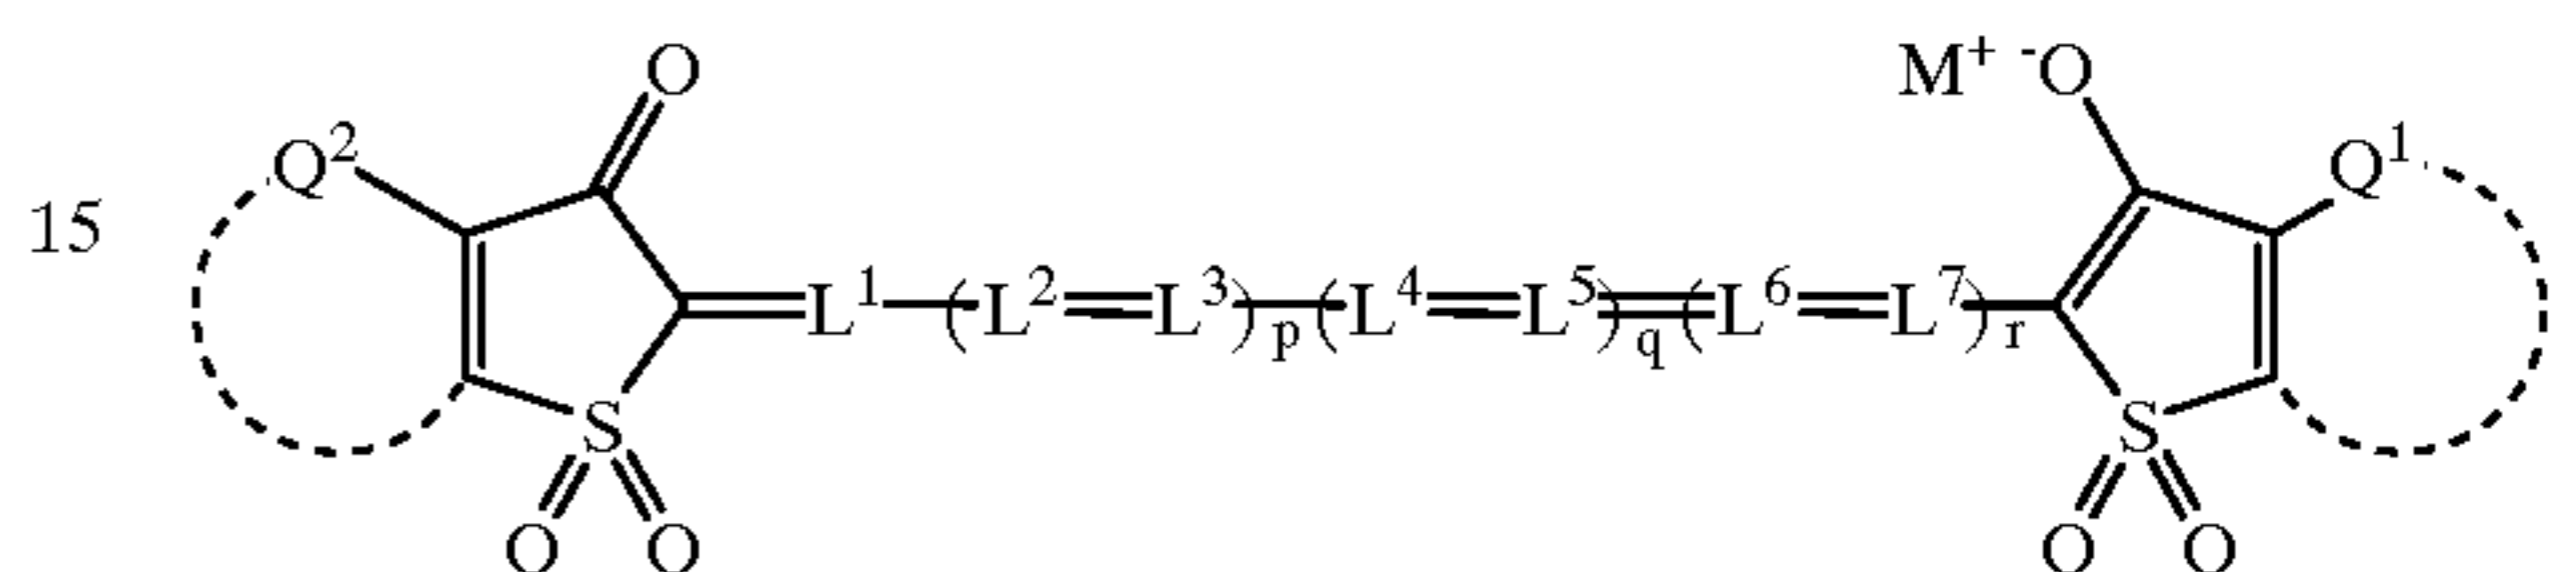 O M⁺ ⁻O
Q² Q¹
15
L¹—(L²=L³)p—(L⁴=L⁵)q=(L⁶=L⁷)r
S S
O O O O